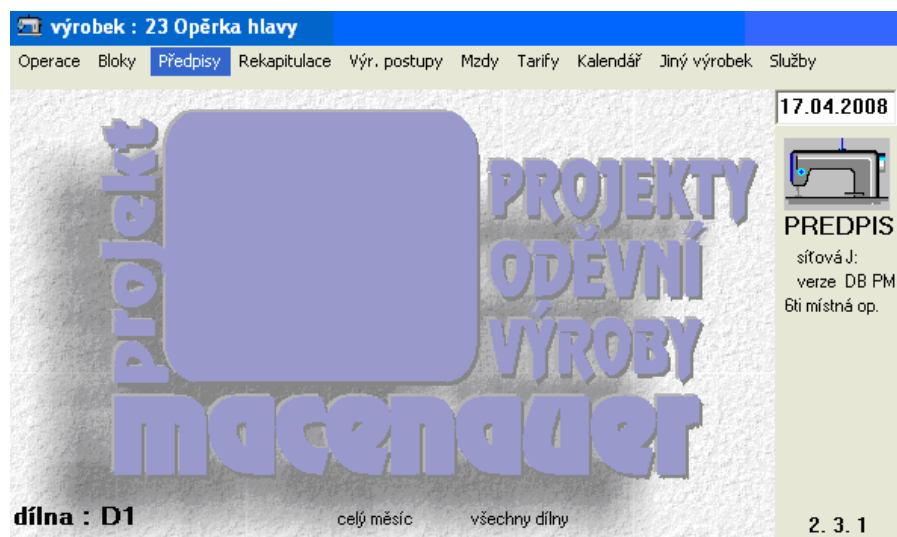 výrobek : 23 Opěrka hlavy
Operace Bloky Předpisy Rekapitulace Výr. postupy Mzdy Tarify Kalendář Jiný výrobek Služby
17.04.2008
projekt
PROJEKTY
ODĚVNÍ
VÝROBY
macenauer
PREDPIS
síťová J:
verze DB PM
6ti místná op.
dílna : D1
celý měsíc
všechny dílny
2. 3. 1